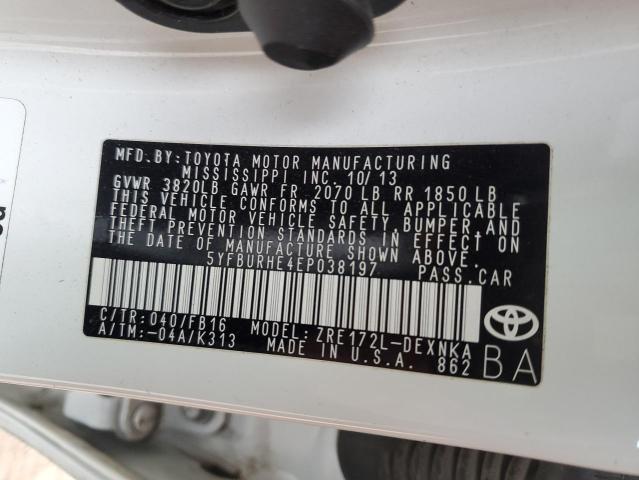 MFD. BY: TOYOTA MOTOR MANUFACTURING
MISSISSIPPI INC. 10/13
GVWR 3820LB GAWR FR 2070 LB RR 1850 LB
THIS VEHICLE CONFORMS TO ALL APPLICABLE
FEDERAL MOTOR VEHICLE SAFETY, BUMPER, AND
THEFT PREVENTION STANDARDS IN EFFECT ON
THE DATE OF MANUFACTURE SHOWN ABOVE.
5YFBURHE4EP038197 PASS.CAR
C/TR: 040/FB16 MODEL: ZRE172L-DEXNKA
A/TM: -04A/K313 MADE IN U.S.A. 862
BA